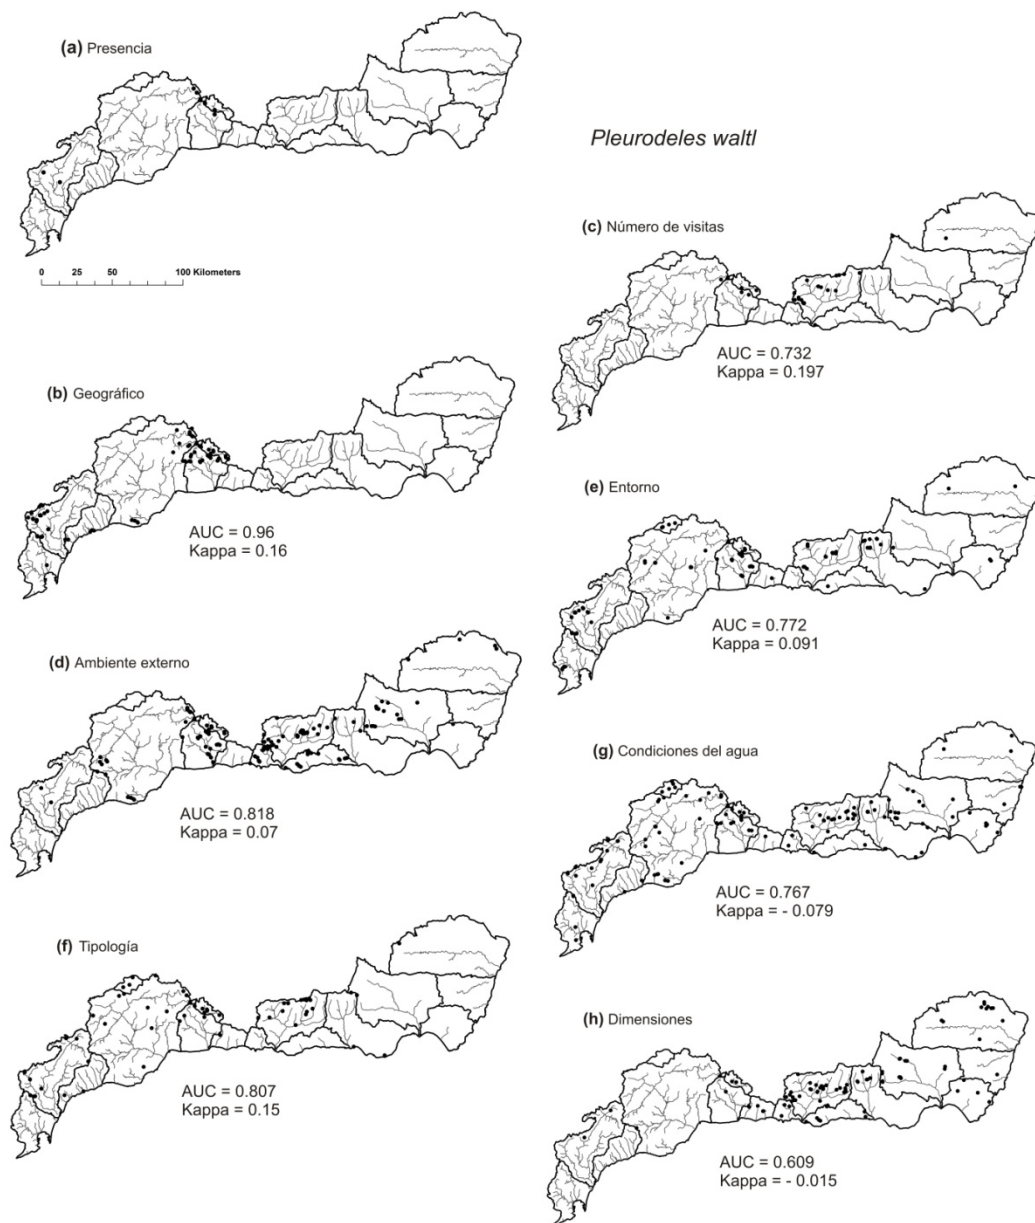 (a) Presencia
0 25 50 100 Kilometers
Pleurodeles waltl
(c) Número de visitas
AUC = 0.732
Kappa = 0.197
(b) Geográfico
AUC = 0.96
Kappa = 0.16
(e) Entorno
AUC = 0.772
Kappa = 0.091
(d) Ambiente externo
AUC = 0.818
Kappa = 0.07
(g) Condiciones del agua
AUC = 0.767
Kappa = - 0.079
(f) Tipología
AUC = 0.807
Kappa = 0.15
(h) Dimensiones
AUC = 0.609
Kappa = - 0.015